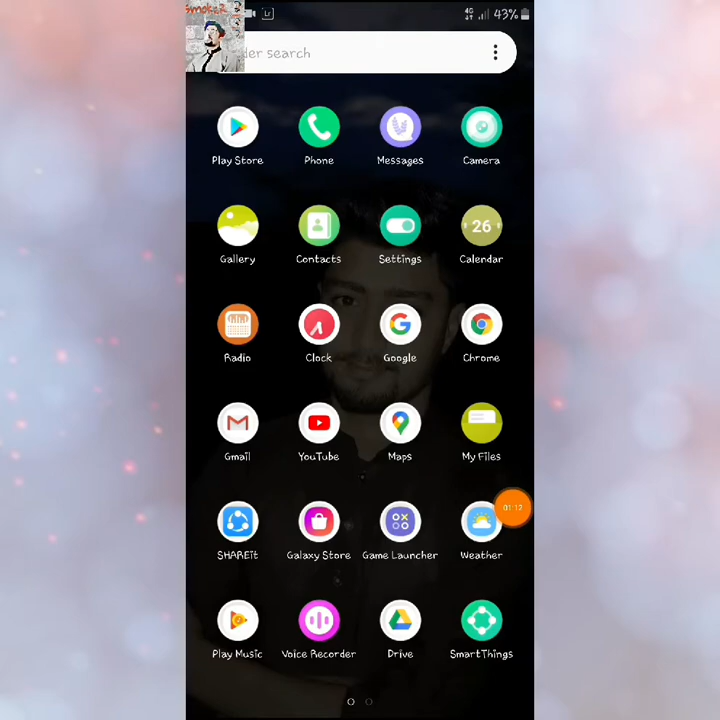 SMOKER
43%
der search
Play Store Phone Messages Camera
26
Gallery Contacts Settings Calendar
Radio Clock Google Chrome
Gmail YouTube Maps My Files
01:12
SHAREit Galaxy Store Game Launcher Weather
Play Music Voice Recorder Drive SmartThings